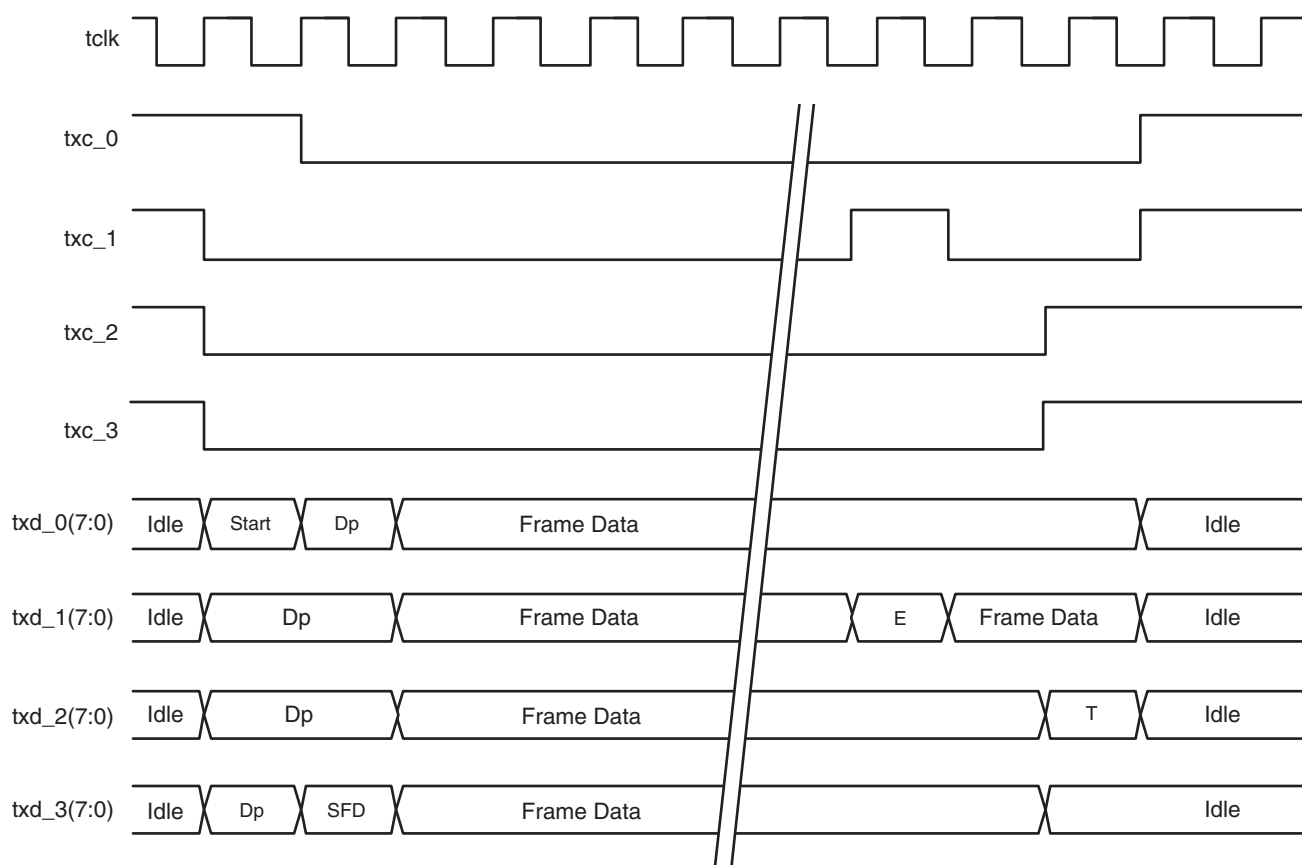 tclk
txc_0
txc_1
txc_2
txc_3
txd_0(7:0) Idle Start Dp Frame Data Idle
txd_1(7:0) Idle Dp Frame Data E Frame Data Idle
txd_2(7:0) Idle Dp Frame Data T Idle
txd_3(7:0) Idle Dp SFD Frame Data Idle